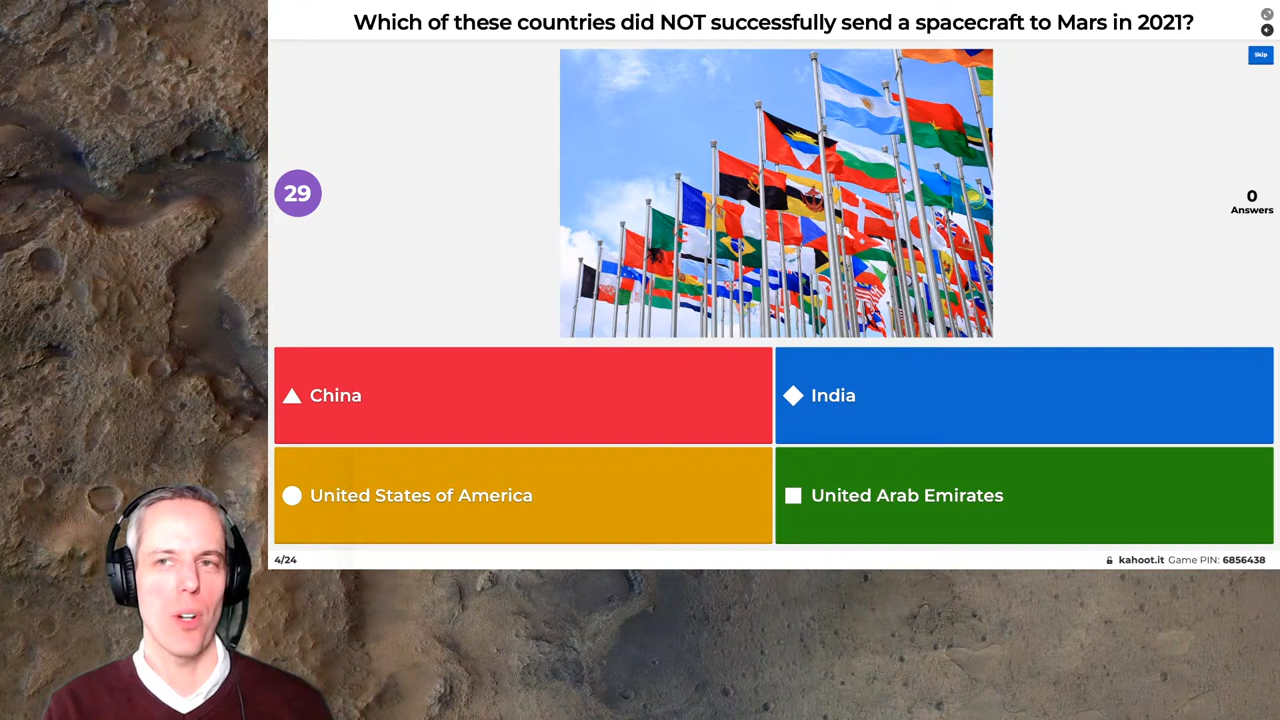 Which of these countries did NOT successfully send a spacecraft to Mars in 2021?
Skip
29
0
Answers
China
India
United States of America
United Arab Emirates
4/24
kahoot.it Game PIN: 6856438